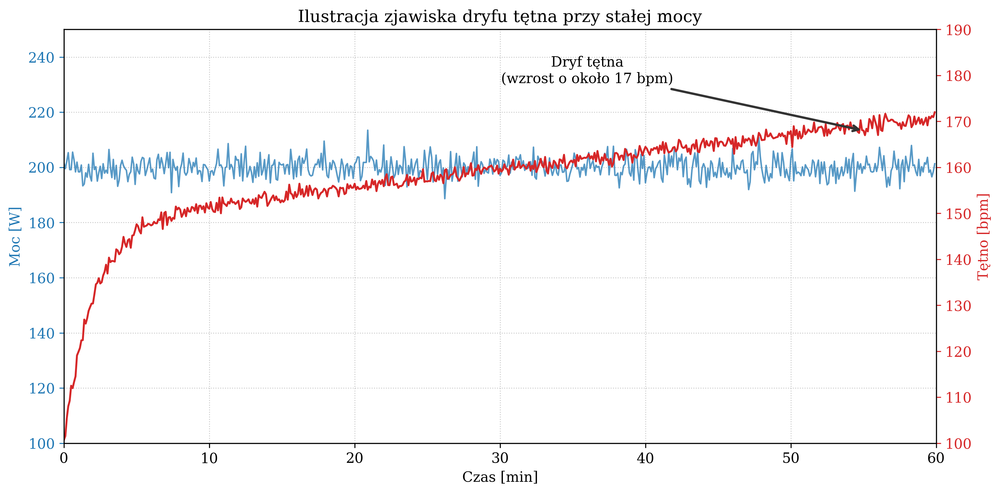 Ilustracja zjawiska dryfu tętna przy stałej mocy
Dryf tętna
(wzrost o około 17 bpm)
Moc [W]
240
220
200
180
160
140
120
100
190
180
170
160
150
140
130
120
110
100
Tętno [bpm]
0 10 20 30 40 50 60
Czas [min]